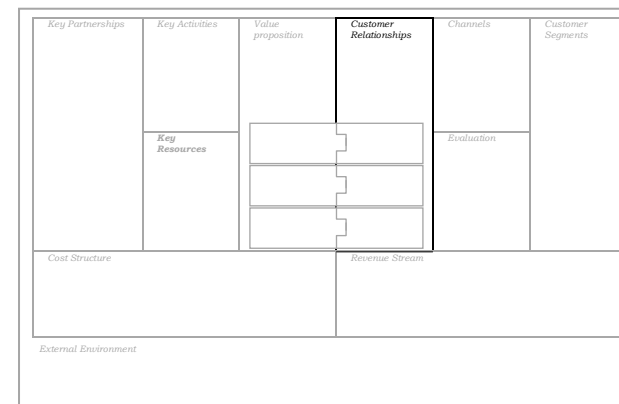 Key Partnerships
Key Activities
Value
proposition
Customer
Relationships
Channels
Customer
Segments
Key
Resources
Evaluation
Cost Structure
Revenue Stream
External Environment